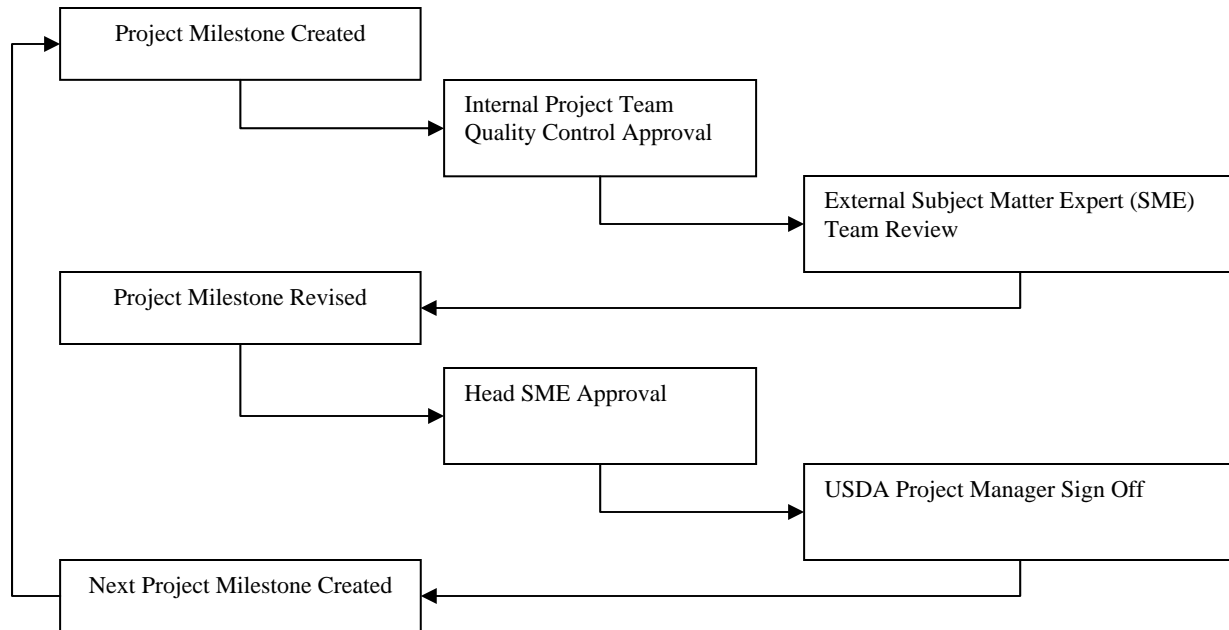 Project Milestone Created
Internal Project Team
Quality Control Approval
External Subject Matter Expert (SME)
Team Review
Project Milestone Revised
Head SME Approval
USDA Project Manager Sign Off
Next Project Milestone Created